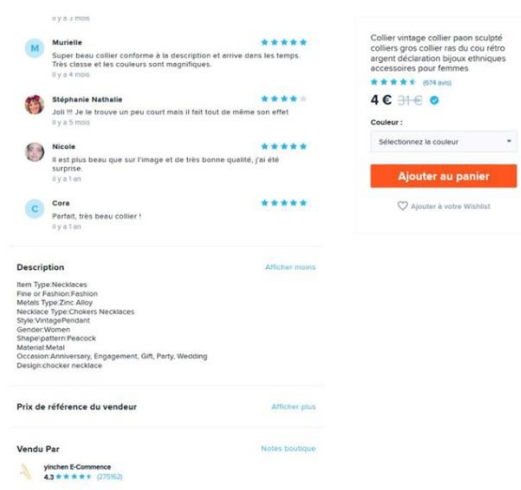 il y a 2 mois
Murielle
M
Super beau collier conforme à la description et arrive dans les temps.
Très classe et les couleurs sont magnifiques.
il y a 4 mois
Stéphanie Nathalie
Joli !!! Je le trouve un peu court mais il fait tout de même son effet
il y a 5 mois
Nicole
Il est plus beau que sur l'image et de très bonne qualité, j'ai été
surprise.
il y a 1 an
Cora
C
Parfait, très beau collier !
il y a 1 an
Description
Afficher moins
Item Type:Necklaces
Fine or Fashion:Fashion
Metals Type:Zinc Alloy
Necklace Type:Chokers Necklaces
Style:VintagePendant
Gender:Women
Shape\pattern:Peacock
Material:Metal
Occasion:Anniversary, Engagement, Gift, Party, Wedding
Design:chocker necklace
Prix de référence du vendeur
Afficher plus
Vendu Par
Notes boutique
yinchen E-Commerce
4.3 (275162)
Collier vintage collier paon sculpté
colliers gros collier ras du cou rétro
argent déclaration bijoux ethniques
accessoires pour femmes
(674 avis)
4 € 31 €
Couleur :
Sélectionnez la couleur
Ajouter au panier
Ajouter à votre Wishlist